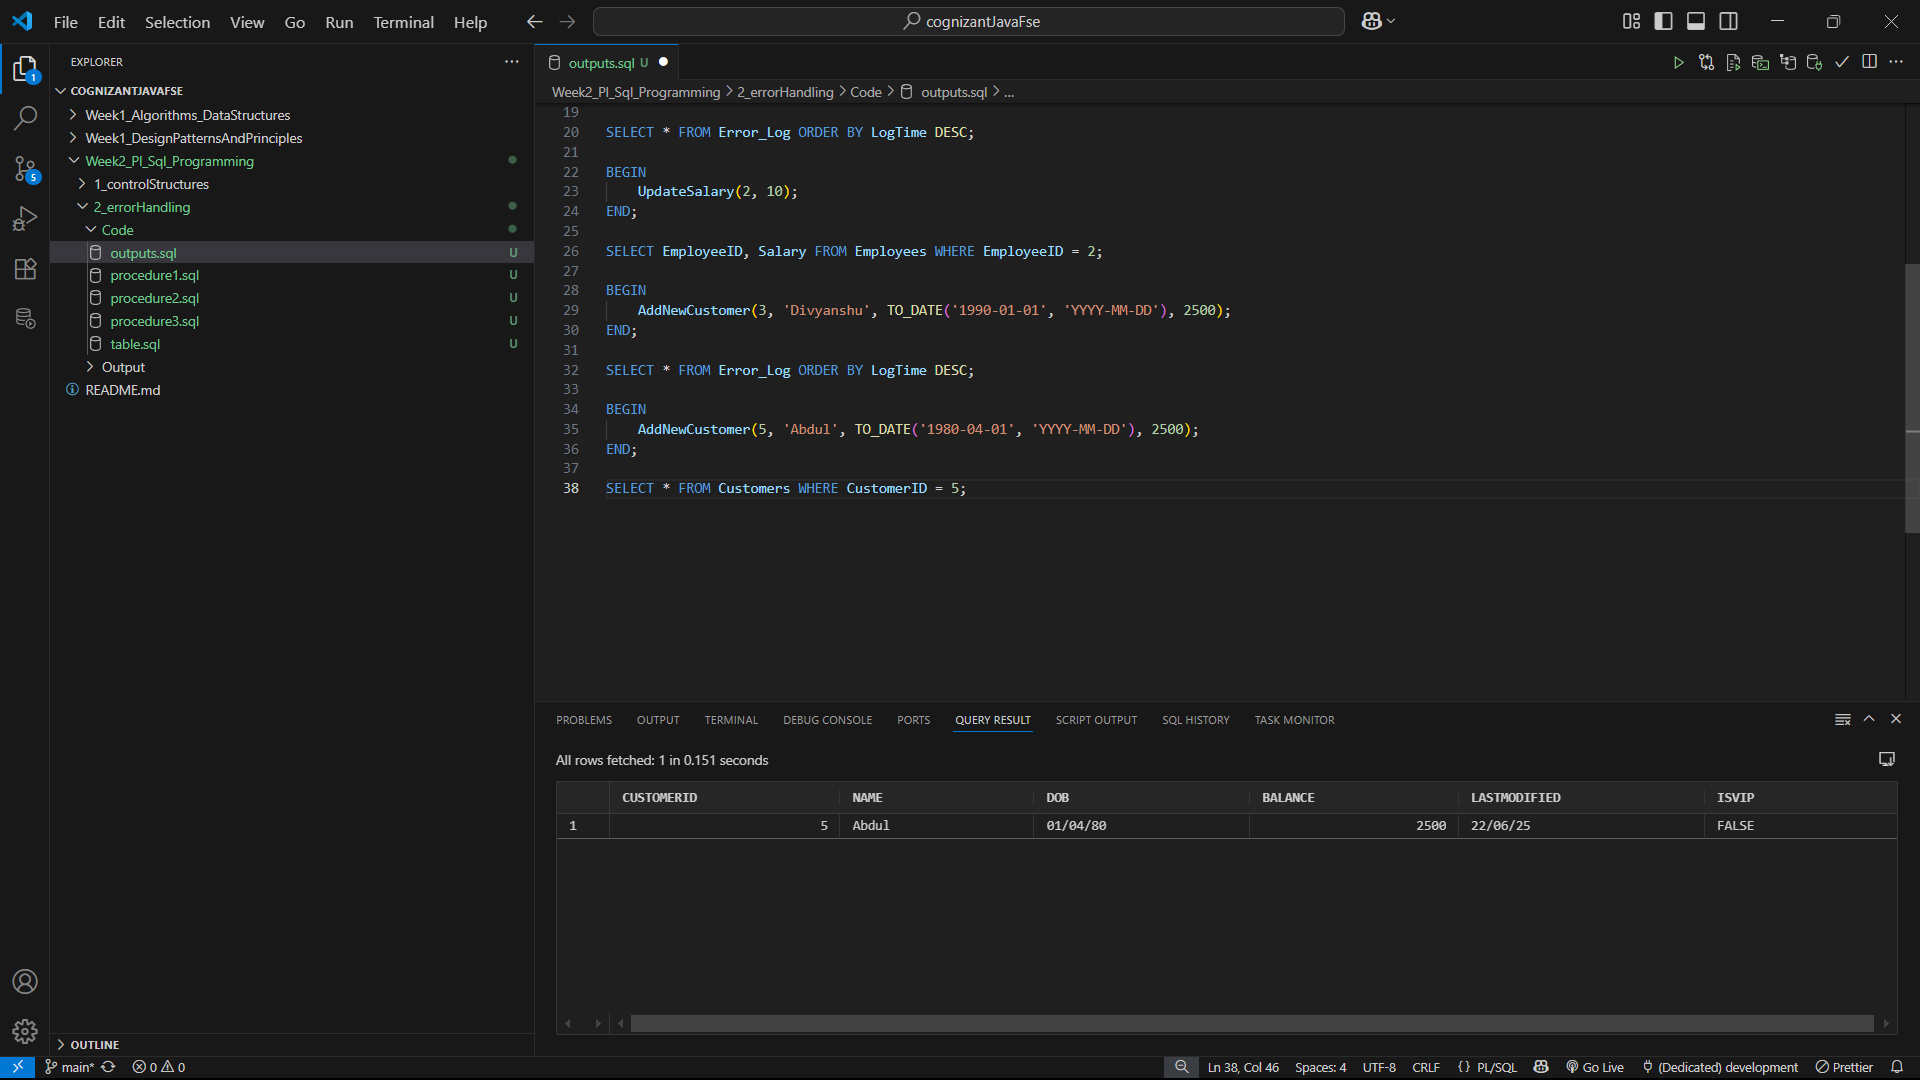 File Edit Selection View Go Run Terminal Help
cognizantJavaFse
EXPLORER
COGNIZANTJAVAFSE
Week1_Algorithms_DataStructures
Week1_DesignPatternsAndPrinciples
Week2_Pl_Sql_Programming
1_controlStructures
2_errorHandling
Code
outputs.sql U
procedure1.sql U
procedure2.sql U
procedure3.sql U
table.sql U
Output
README.md
OUTLINE
1
5
outputs.sql U
Week2_Pl_Sql_Programming > 2_errorHandling > Code > outputs.sql > ...
19
20 SELECT * FROM Error_Log ORDER BY LogTime DESC;
21
22 BEGIN
23 UpdateSalary(2, 10);
24 END;
25
26 SELECT EmployeeID, Salary FROM Employees WHERE EmployeeID = 2;
27
28 BEGIN
29 AddNewCustomer(3, 'Divyanshu', TO_DATE('1990-01-01', 'YYYY-MM-DD'), 2500);
30 END;
31
32 SELECT * FROM Error_Log ORDER BY LogTime DESC;
33
34 BEGIN
35 AddNewCustomer(5, 'Abdul', TO_DATE('1980-04-01', 'YYYY-MM-DD'), 2500);
36 END;
37
38 SELECT * FROM Customers WHERE CustomerID = 5;
PROBLEMS OUTPUT TERMINAL DEBUG CONSOLE PORTS QUERY RESULT SCRIPT OUTPUT SQL HISTORY TASK MONITOR
All rows fetched: 1 in 0.151 seconds
CUSTOMERID NAME DOB BALANCE LASTMODIFIED ISVIP
1 5 Abdul 01/04/80 2500 22/06/25 FALSE
main* 0 0 Ln 38, Col 46 Spaces: 4 UTF-8 CRLF {} PL/SQL Go Live (Dedicated) development Prettier